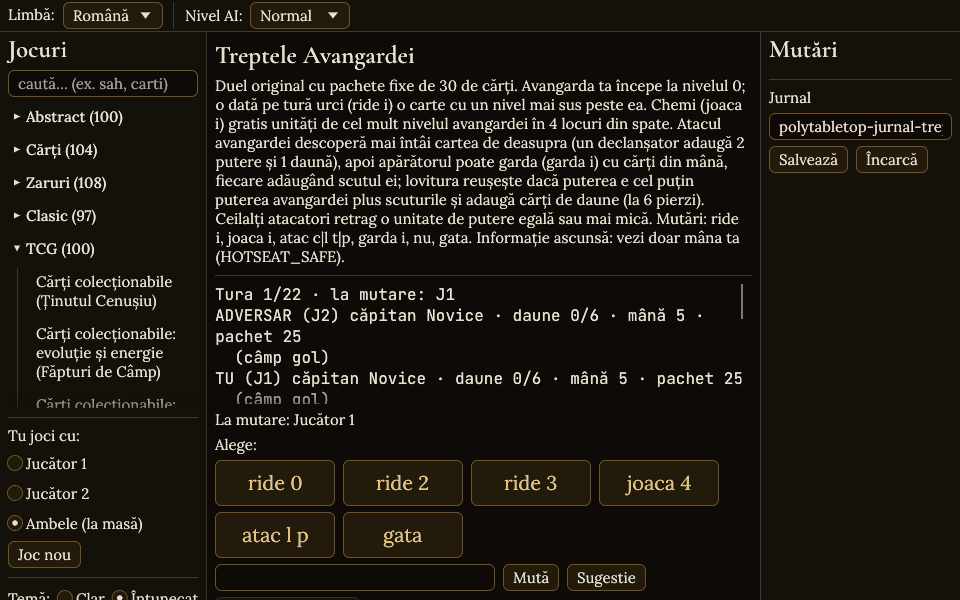 Limbă: Română ▼ Nivel AI: Normal ▼
Jocuri
caută... (ex. sah, carti)
▸ Abstract (100)
▸ Cărți (104)
▸ Zaruri (108)
▸ Clasic (97)
▾ TCG (100)
Cărți colecționabile
(Ținutul Cenușiu)
Cărți colecționabile:
evoluție și energie
(Făpturi de Câmp)
Cărți colecționabile:
Tu joci cu:
Jucător 1
Jucător 2
Ambele (la masă)
Joc nou
Temă: Clar Întunecat
Treptele Avangardei
Duel original cu pachete fixe de 30 de cărți. Avangarda ta începe la nivelul 0;
o dată pe tură urci (ride i) o carte cu un nivel mai sus peste ea. Chemi (joaca
i) gratis unități de cel mult nivelul avangardei în 4 locuri din spate. Atacul
avangardei descoperă mai întâi cartea de deasupra (un declanșator adaugă 2
putere și 1 daună), apoi apărătorul poate garda (garda i) cu cărți din mână,
fiecare adăugând scutul ei; lovitura reușește dacă puterea e cel puțin
puterea avangardei plus scuturile și adaugă cărți de daune (la 6 pierzi).
Ceilalți atacatori retrag o unitate de putere egală sau mai mică. Mutări: ride
i, joaca i, atac c|l t|p, garda i, nu, gata. Informație ascunsă: vezi doar mâna ta
(HOTSEAT_SAFE).
Tura 1/22 · la mutare: J1
ADVERSAR (J2) căpitan Novice · daune 0/6 · mână 5 ·
pachet 25
(câmp gol)
TU (J1) căpitan Novice · daune 0/6 · mână 5 · pachet 25
(câmp gol)
La mutare: Jucător 1
Alege:
ride 0 ride 2 ride 3 joaca 4
atac l p gata
Mută Sugestie
Mutări
Jurnal
polytabletop-jurnal-tre
Salvează Încarcă